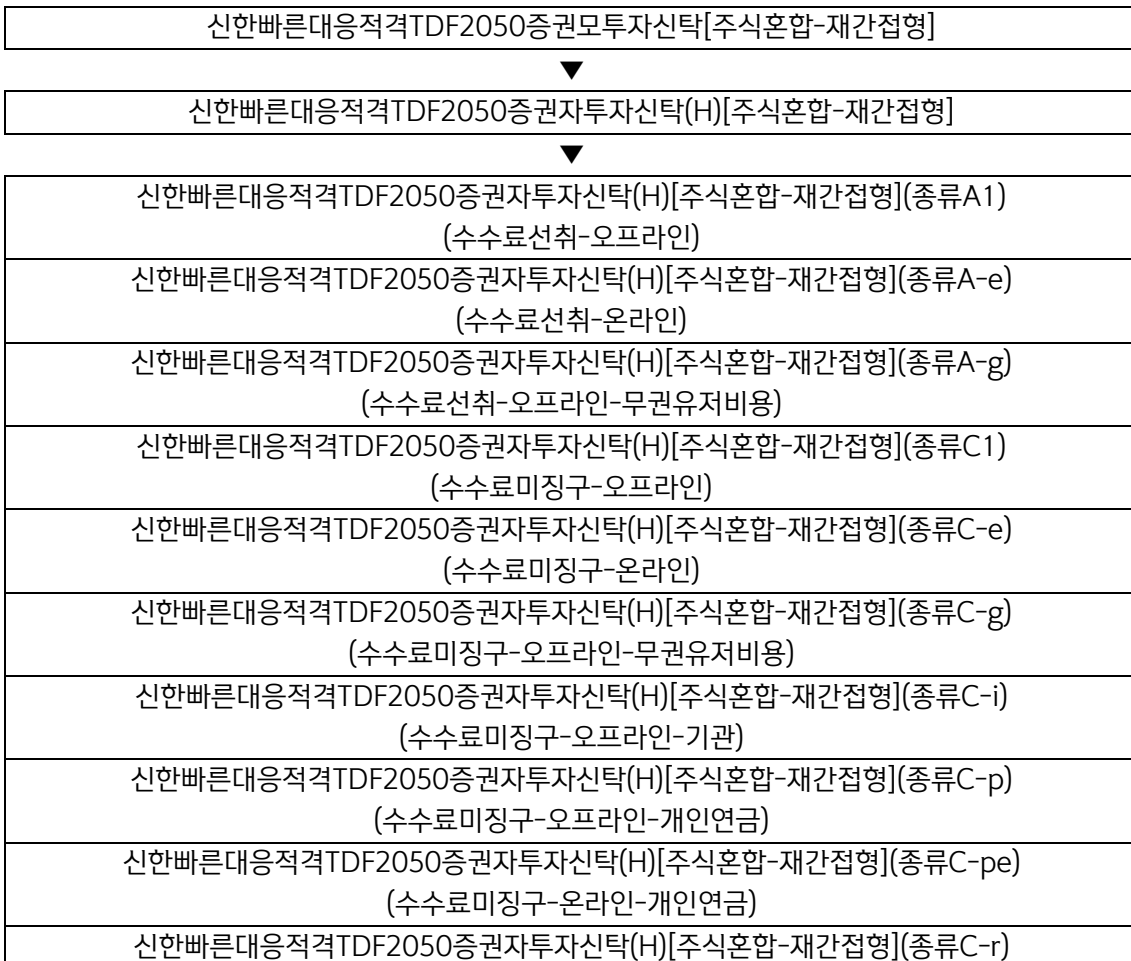 신한빠른대응적격TDF2050증권모투자신탁[주식혼합-재간접형]
▼
신한빠른대응적격TDF2050증권자투자신탁(H)[주식혼합-재간접형]
▼
신한빠른대응적격TDF2050증권자투자신탁(H)[주식혼합-재간접형](종류A1)
(수수료선취-오프라인)
신한빠른대응적격TDF2050증권자투자신탁(H)[주식혼합-재간접형](종류A-e)
(수수료선취-온라인)
신한빠른대응적격TDF2050증권자투자신탁(H)[주식혼합-재간접형](종류A-g)
(수수료선취-오프라인-무권유저비용)
신한빠른대응적격TDF2050증권자투자신탁(H)[주식혼합-재간접형](종류C1)
(수수료미징구-오프라인)
신한빠른대응적격TDF2050증권자투자신탁(H)[주식혼합-재간접형](종류C-e)
(수수료미징구-온라인)
신한빠른대응적격TDF2050증권자투자신탁(H)[주식혼합-재간접형](종류C-g)
(수수료미징구-오프라인-무권유저비용)
신한빠른대응적격TDF2050증권자투자신탁(H)[주식혼합-재간접형](종류C-i)
(수수료미징구-오프라인-기관)
신한빠른대응적격TDF2050증권자투자신탁(H)[주식혼합-재간접형](종류C-p)
(수수료미징구-오프라인-개인연금)
신한빠른대응적격TDF2050증권자투자신탁(H)[주식혼합-재간접형](종류C-pe)
(수수료미징구-온라인-개인연금)
신한빠른대응적격TDF2050증권자투자신탁(H)[주식혼합-재간접형](종류C-r)